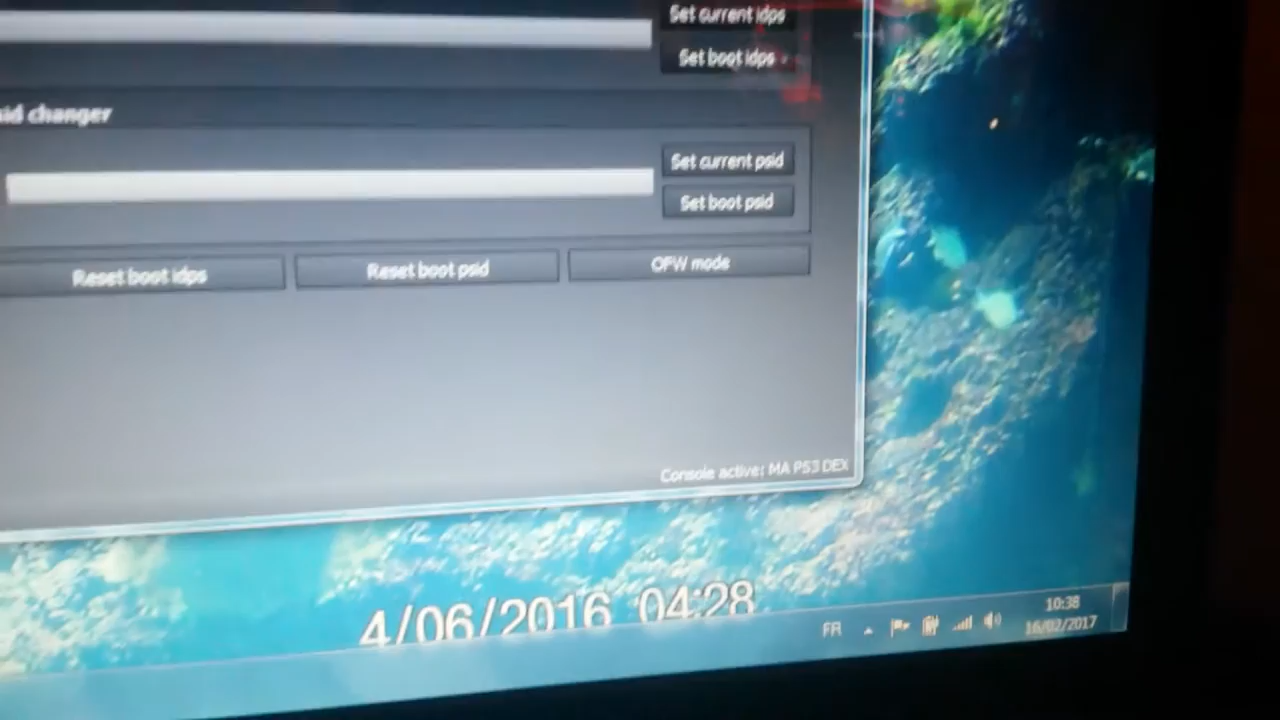 Set current idps
Set boot idps
sid changer
Set current psid
Set boot psid
Reset boot idps
Reset boot psid
OFW mode
Console active: MA PS3 DEX
4/06/2016 04:28
FR
10:38
16/02/2017